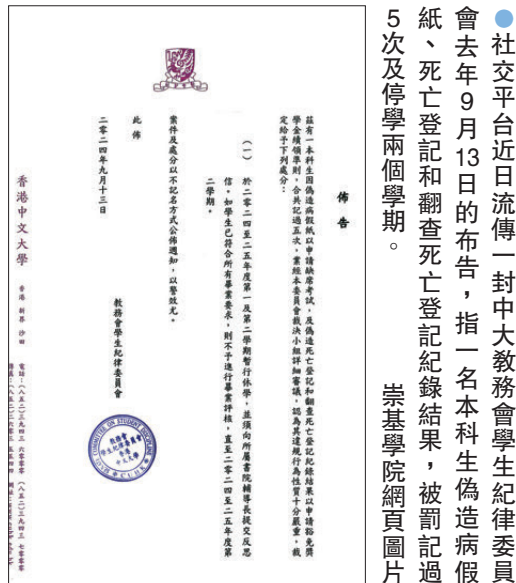 ●社交平台近日流傳一封中大教務會學生紀律委員
會去年9月13日的布告，指一名本科生偽造病假
紙、死亡登記和翻查死亡登記紀錄結果，被罰記過
5次及停學兩個學期。 崇基學院網頁圖片
佈告
茲有一本科生因偽造病假紙以申請缺席考試，及偽造死亡登記和翻查死亡登記紀錄結果以申請豁免獎
學金續領準則，合共記過五次，業經本委員會裁決小組詳細審議，認為其違規行為性質十分嚴重，裁
定給予下列處分：
（一） 於二零二四至二五年度第一及第二學期暫行休學，並須向所屬書院輔導長提交反思
信。如學生已符合所有畢業要求，則不予進行畢業評核，直至二零二四至二五年度第
二學期。
案件及處分以不記名方式公佈週知，以警效尤。
此佈
教務會學生紀律委員會
二零二四年九月十三日
香港中文大學 香港 新界 沙田